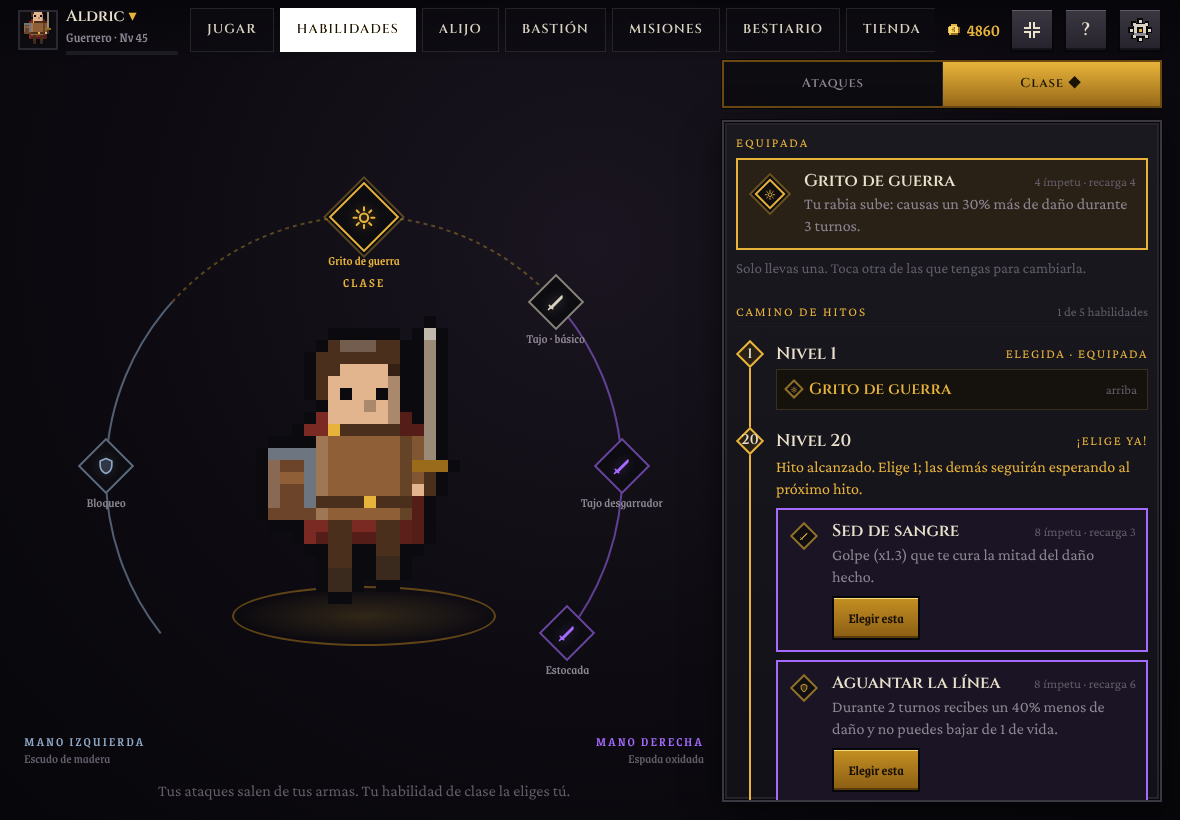 ALDRIC ▾
Guerrero · Nv 45
JUGAR
HABILIDADES
ALIJO
BASTIÓN
MISIONES
BESTIARIO
TIENDA
4860
?
ATAQUES
CLASE ◆
EQUIPADA
GRITO DE GUERRA
4 ímpetu · recarga 4
Tu rabia sube: causas un 30% más de daño durante
3 turnos.
Solo llevas una. Toca otra de las que tengas para cambiarla.
CAMINO DE HITOS
1 de 5 habilidades
1
NIVEL 1
ELEGIDA · EQUIPADA
GRITO DE GUERRA
arriba
20
NIVEL 20
¡ELIGE YA!
Hito alcanzado. Elige 1; las demás seguirán esperando al
próximo hito.
SED DE SANGRE
8 ímpetu · recarga 3
Golpe (x1.3) que te cura la mitad del daño
hecho.
Elegir esta
AGUANTAR LA LÍNEA
8 ímpetu · recarga 6
Durante 2 turnos recibes un 40% menos de
daño y no puedes bajar de 1 de vida.
Elegir esta
Grito de guerra
CLASE
Tajo · básico
Bloqueo
Tajo desgarrador
Estocada
MANO IZQUIERDA
Escudo de madera
MANO DERECHA
Espada oxidada
Tus ataques salen de tus armas. Tu habilidad de clase la eliges tú.